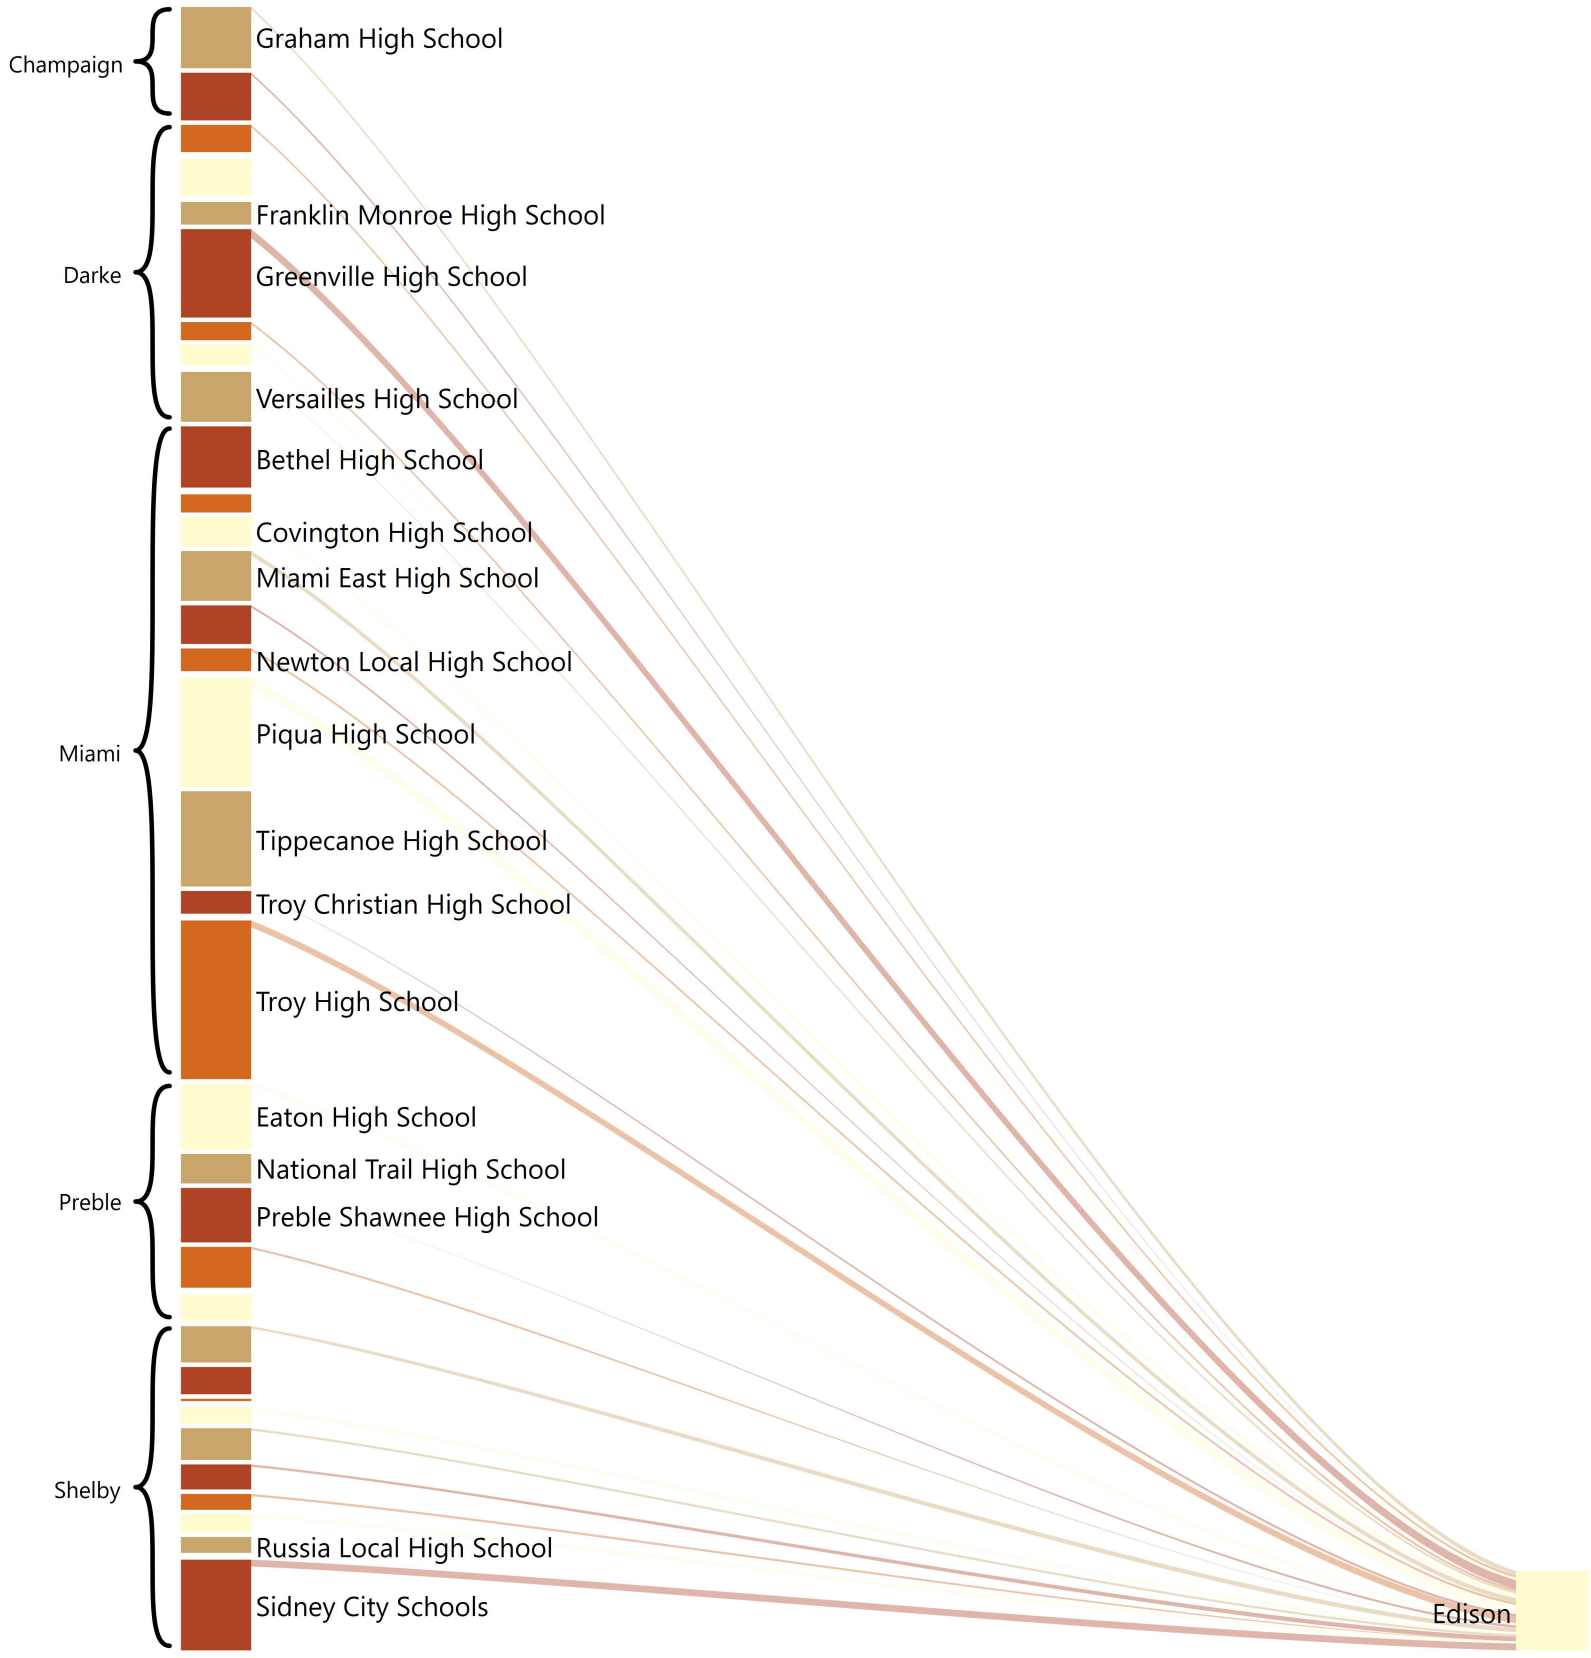 Champaign
Graham High School
Darke
Franklin Monroe High School
Greenville High School
Versailles High School
Miami
Bethel High School
Covington High School
Miami East High School
Newton Local High School
Piqua High School
Tippecanoe High School
Troy Christian High School
Troy High School
Preble
Eaton High School
National Trail High School
Preble Shawnee High School
Shelby
Russia Local High School
Sidney City Schools
Edison